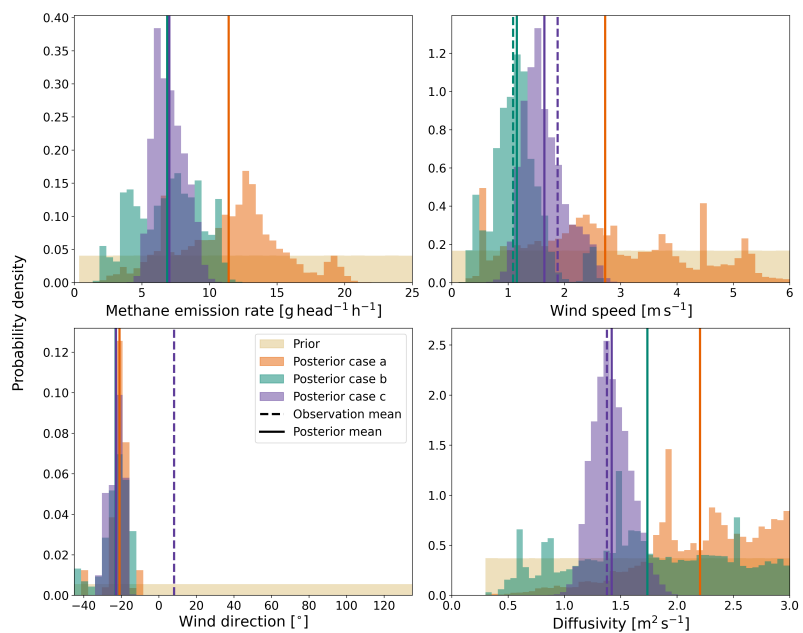 0.40
0.35
0.30
0.25
0.20
0.15
0.10
0.05
0.00
0 5 10 15 20 25
Methane emission rate [g head⁻¹ h⁻¹]
1.2
1.0
0.8
0.6
0.4
0.2
0.0
0 1 2 3 4 5 6
Wind speed [m s⁻¹]
Probability density
0.12
0.10
0.08
0.06
0.04
0.02
0.00
−40 −20 0 20 40 60 80 100 120
Wind direction [°]
Prior
Posterior case a
Posterior case b
Posterior case c
Observation mean
Posterior mean
2.5
2.0
1.5
1.0
0.5
0.0
0.0 0.5 1.0 1.5 2.0 2.5 3.0
Diffusivity [m² s⁻¹]